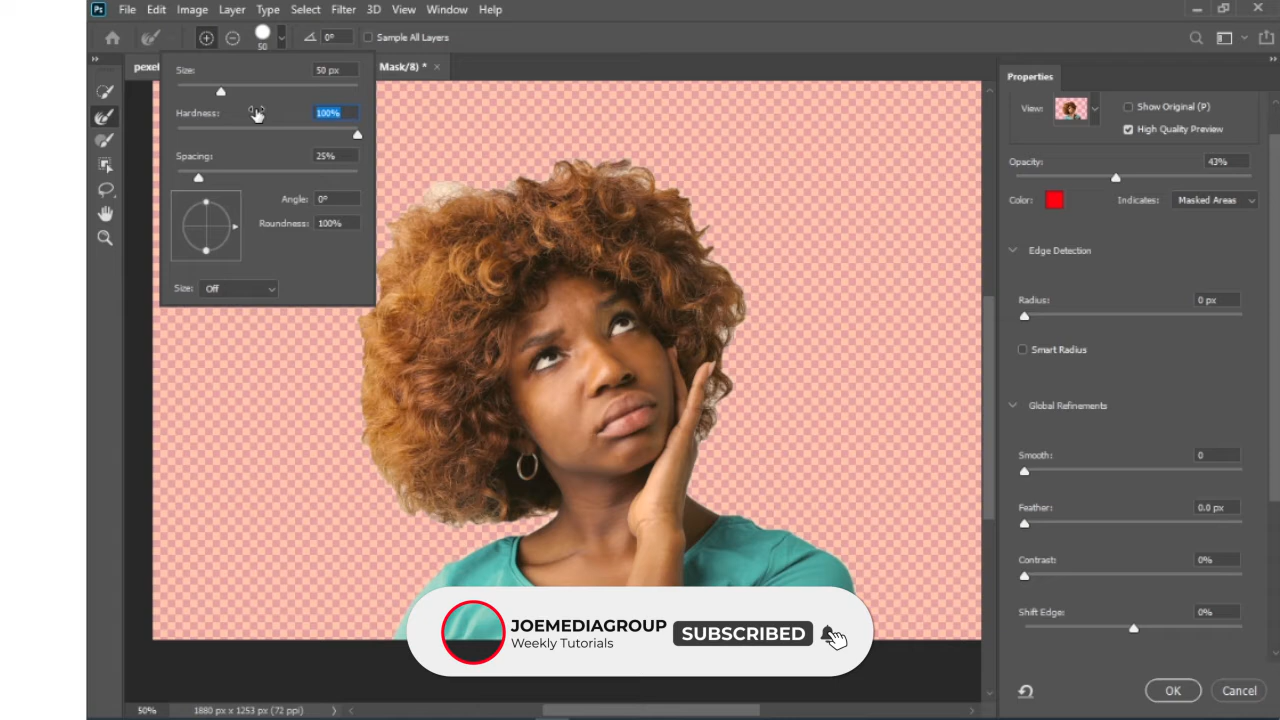 Ps File Edit Image Layer Type Select Filter 3D View Window Help
50 0° Sample All Layers
Mask/8) * ×
Size: 50 px
Hardness: 100%
Spacing: 25%
Angle: 0°
Roundness: 100%
Size: Off
Properties
View: Show Original (P)
High Quality Preview
Opacity: 43%
Color: Indicates: Masked Areas
Edge Detection
Radius: 0 px
Smart Radius
Global Refinements
Smooth: 0
Feather: 0.0 px
Contrast: 0%
Shift Edge: 0%
OK Cancel
JOEMEDIAGROUP
Weekly Tutorials
SUBSCRIBED
50% 1880 px x 1253 px (72 ppi)